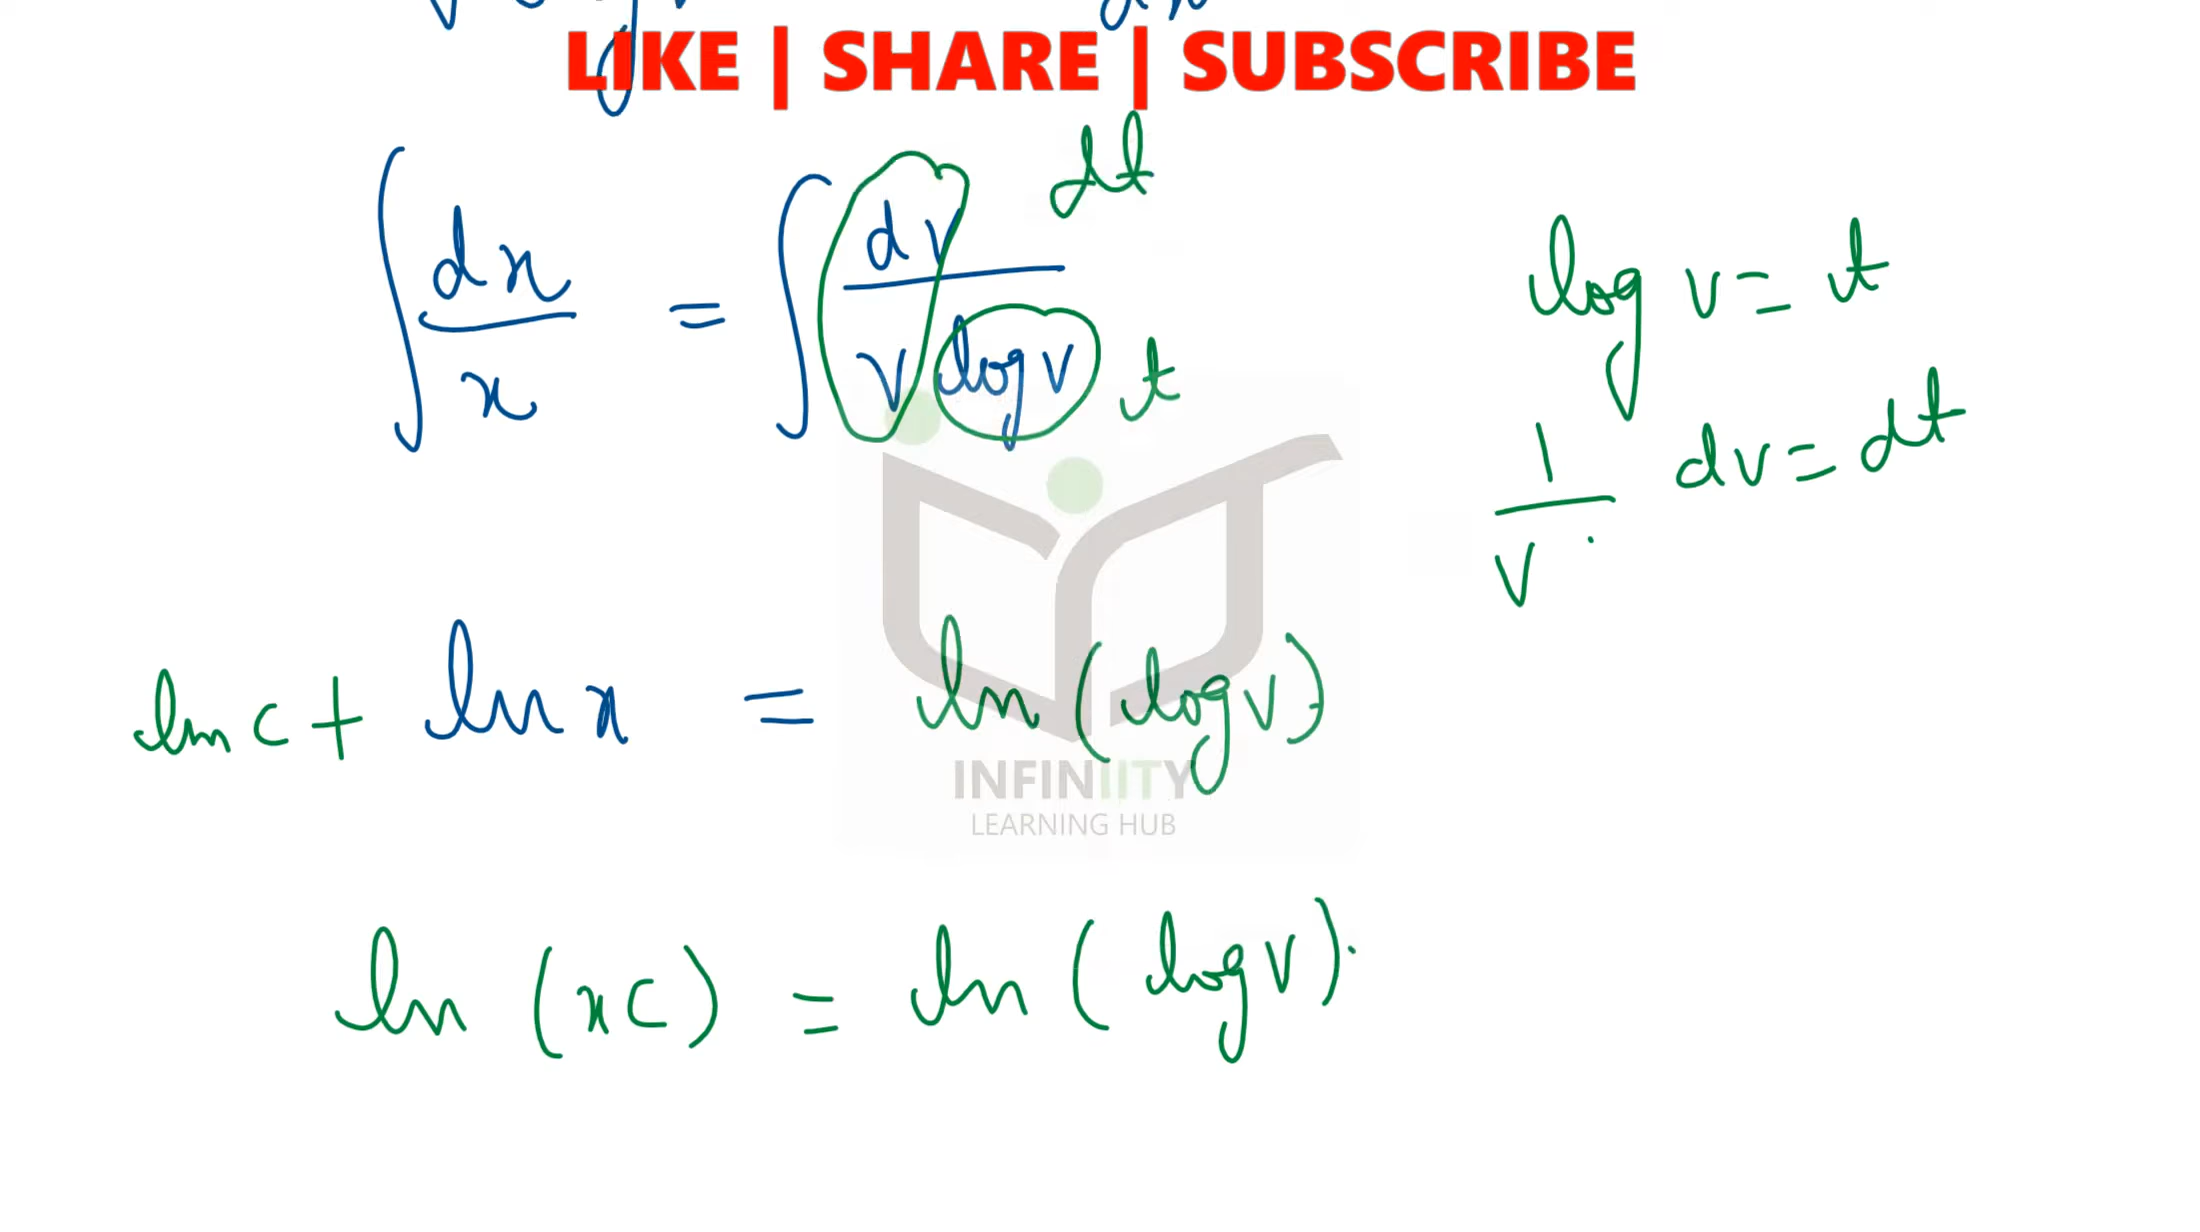 LIKE | SHARE | SUBSCRIBE
∫ dx/x = ∫ dv/(v log v) dt t
log v = t
1/v dv = dt
ln c + ln x = ln (log v)
INFINIITY
LEARNING HUB
ln (xc) = ln (log v).